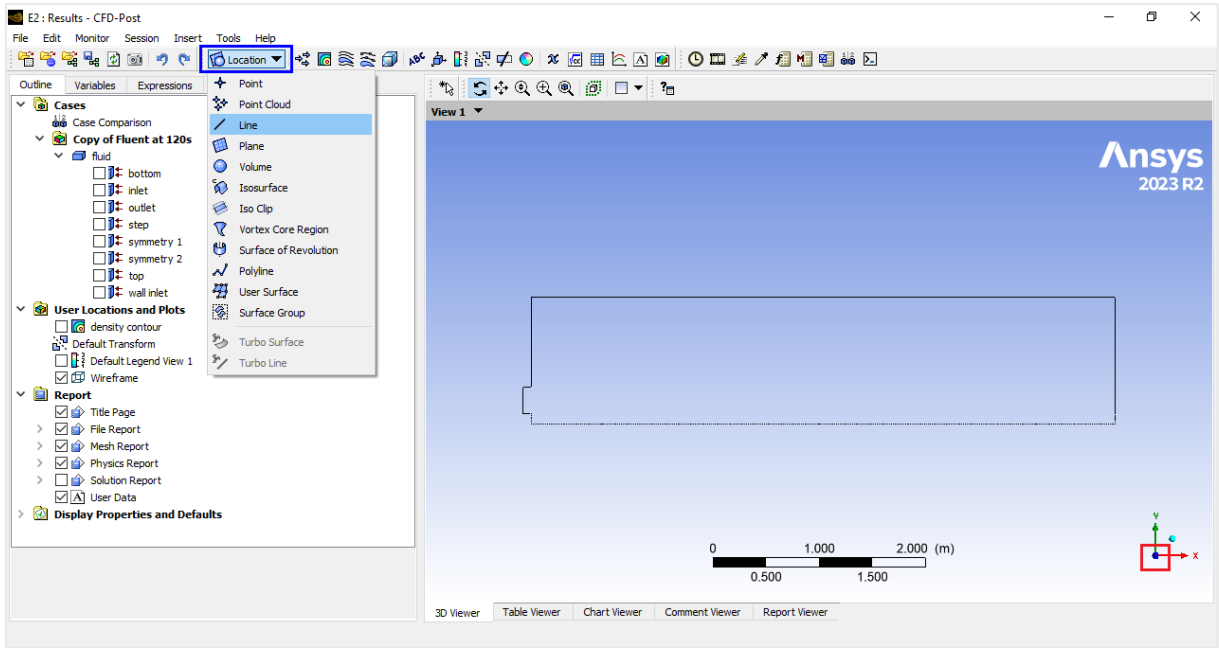 E2 : Results - CFD-Post
File Edit Monitor Session Insert Tools Help
Location
Outline Variables Expressions
Cases
Case Comparison
Copy of Fluent at 120s
fluid
bottom
inlet
outlet
step
symmetry 1
symmetry 2
top
wall inlet
User Locations and Plots
density contour
Default Transform
Default Legend View 1
Wireframe
Report
Title Page
File Report
Mesh Report
Physics Report
Solution Report
User Data
Display Properties and Defaults
Point
Point Cloud
Line
Plane
Volume
Isosurface
Iso Clip
Vortex Core Region
Surface of Revolution
Polyline
User Surface
Surface Group
Turbo Surface
Turbo Line
View 1
Ansys
2023 R2
Y
X
0 1.000 2.000 (m)
0.500 1.500
3D Viewer Table Viewer Chart Viewer Comment Viewer Report Viewer